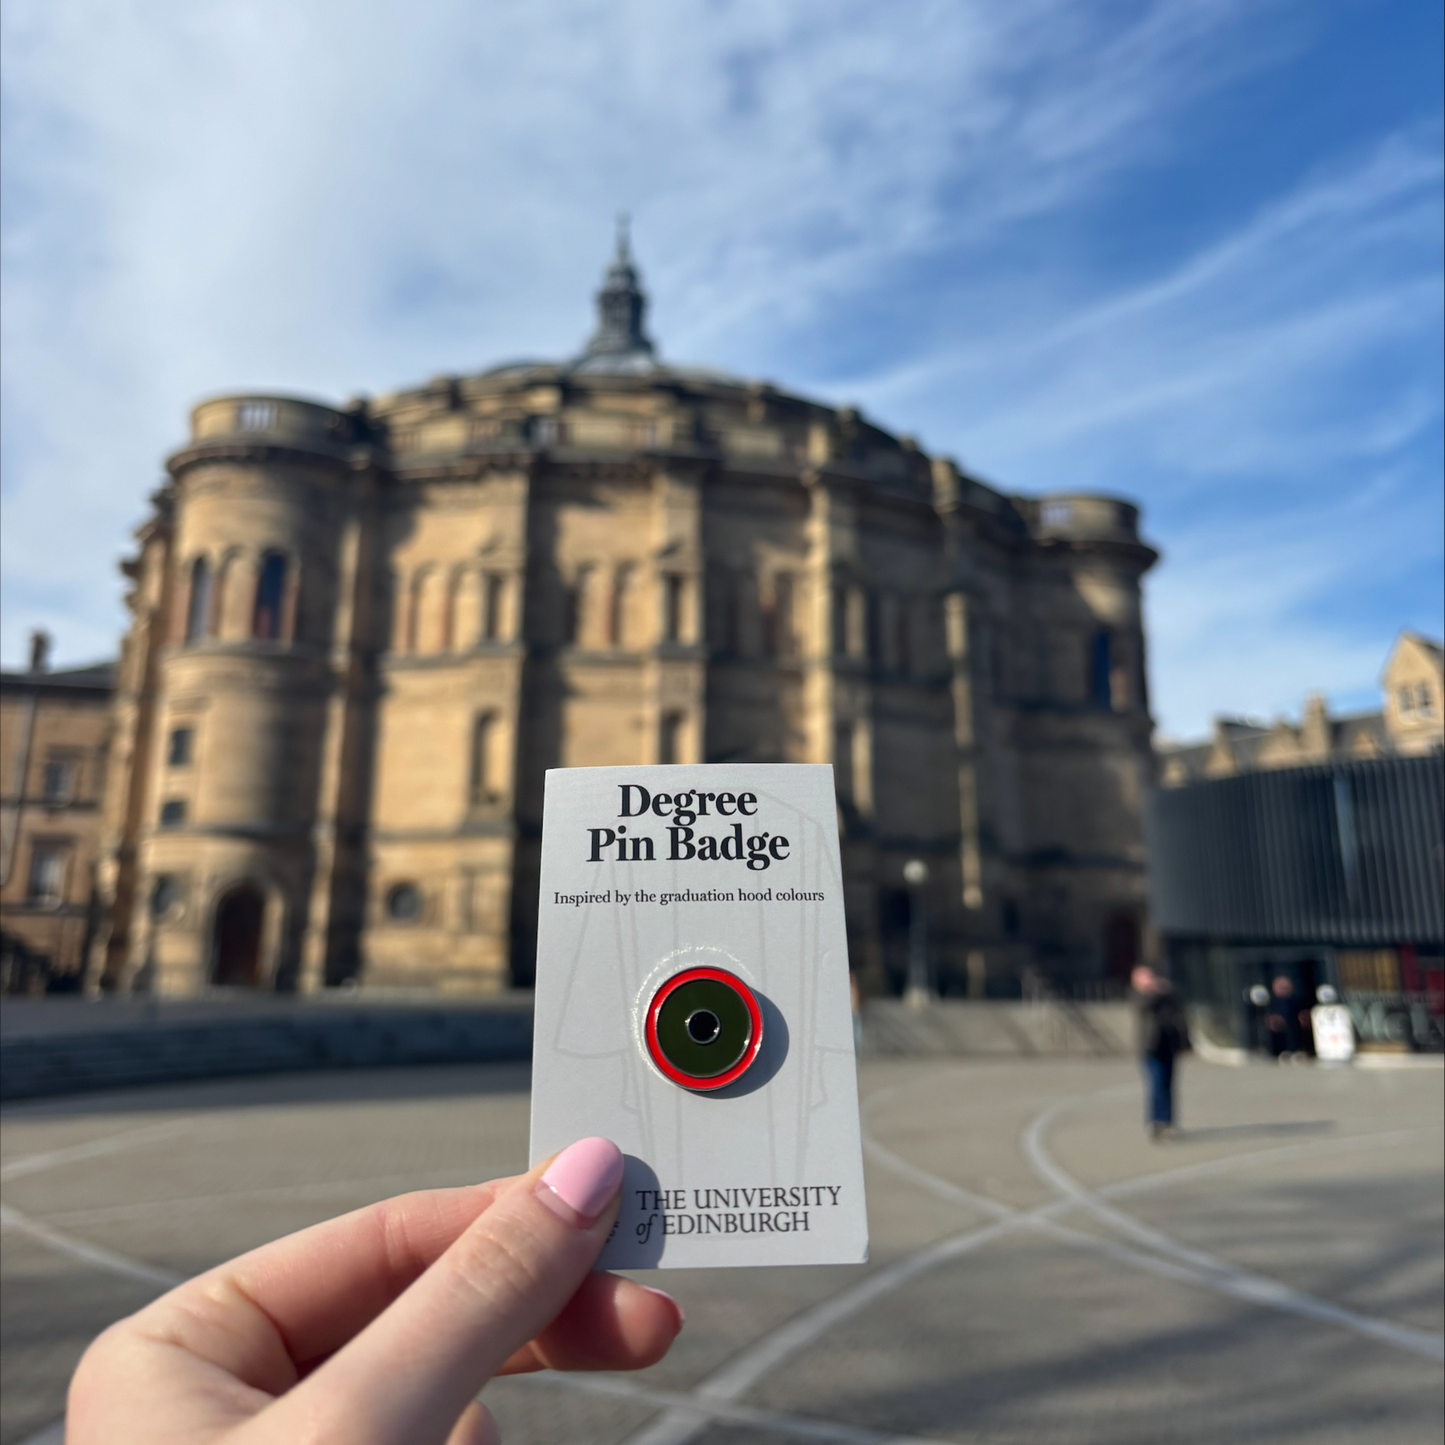 Degree
Pin Badge
Inspired by the graduation hood colours
THE UNIVERSITY
of EDINBURGH